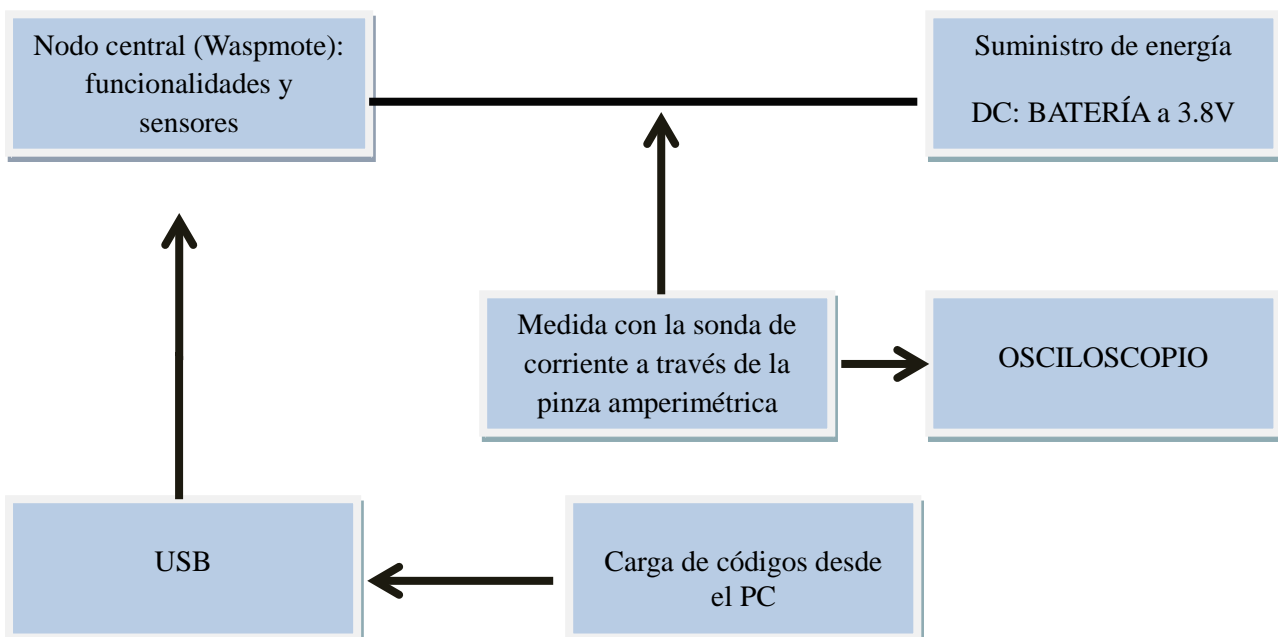 Nodo central (Waspmote):
funcionalidades y
sensores
Suministro de energía
DC: BATERÍA a 3.8V
Medida con la sonda de
corriente a través de la
pinza amperimétrica
OSCILOSCOPIO
USB
Carga de códigos desde
el PC